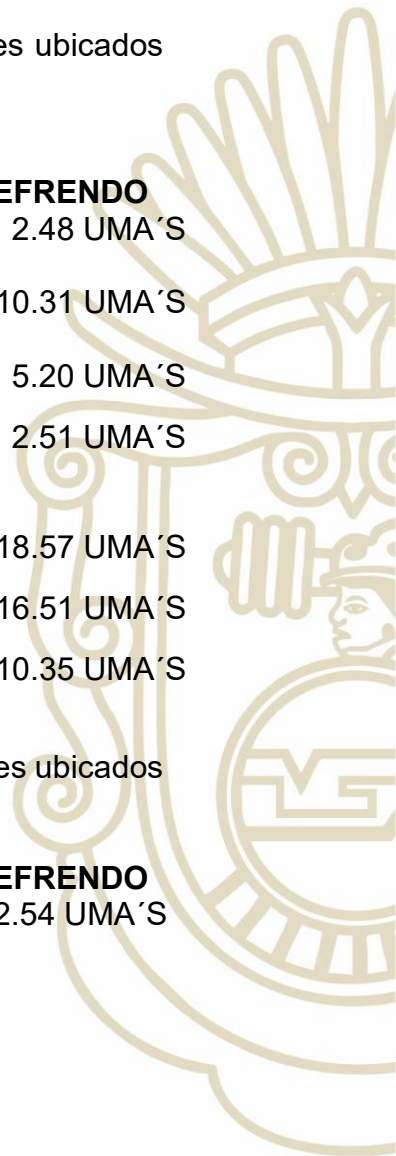 es ubicados
EFRENDO
2.48 UMA´S
10.31 UMA´S
5.20 UMA´S
2.51 UMA´S
18.57 UMA´S
16.51 UMA´S
10.35 UMA´S
es ubicados
EFRENDO
2.54 UMA´S